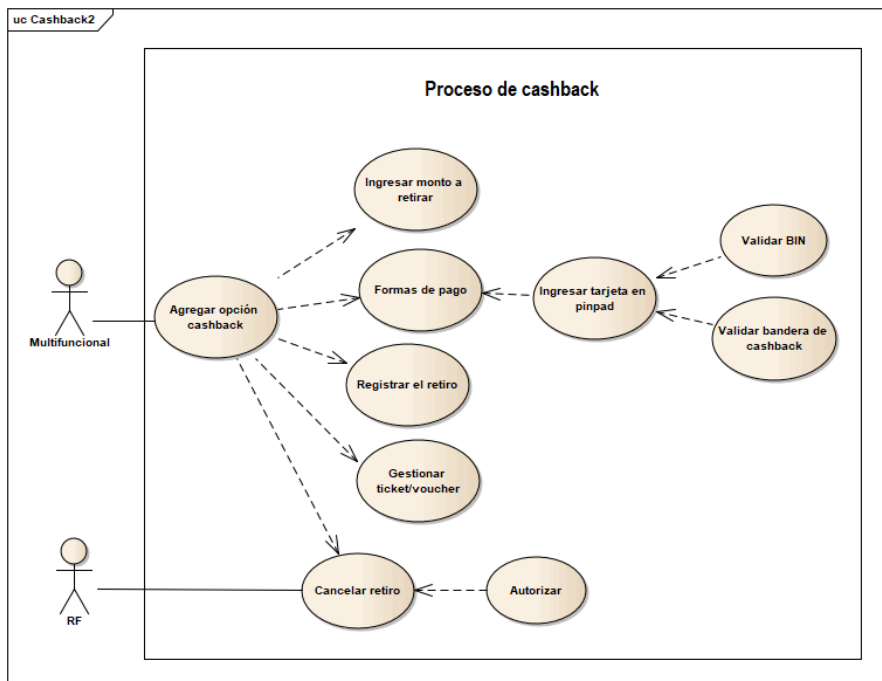 uc Cashback2
Proceso de cashback
Ingresar monto a
retirar
Validar BIN
Formas de pago
Ingresar tarjeta en
pinpad
Agregar opción
cashback
Validar bandera de
cashback
Multifuncional
Registrar el retiro
Gestionar
ticket/voucher
Cancelar retiro
Autorizar
RF